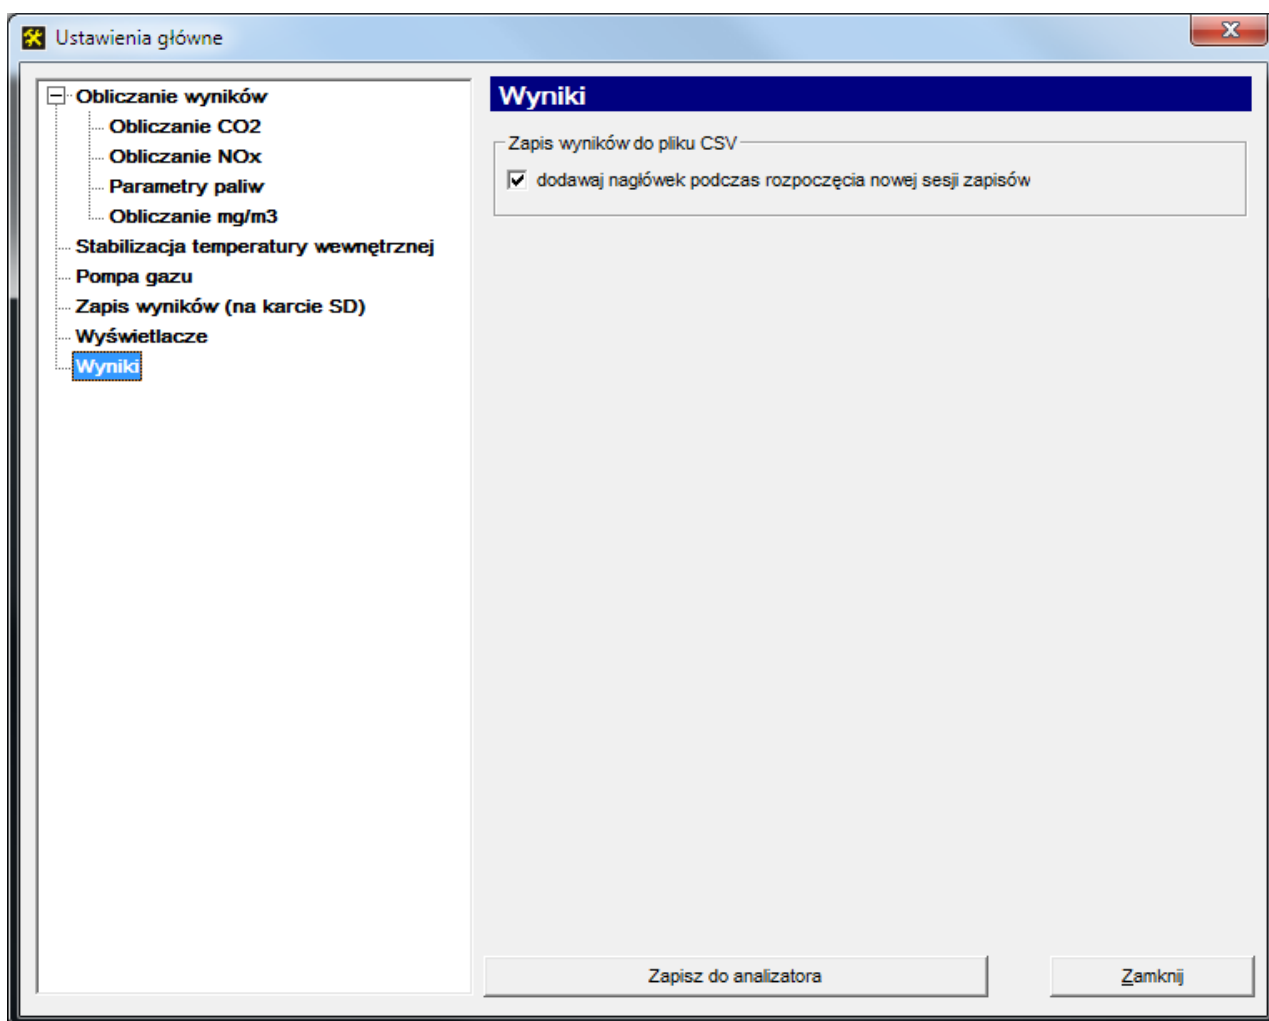 Ustawienia główne
Obliczanie wyników
Obliczanie CO2
Obliczanie NOx
Parametry paliw
Obliczanie mg/m3
Stabilizacja temperatury wewnętrznej
Pompa gazu
Zapis wyników (na karcie SD)
Wyświetlacze
Wyniki
Wyniki
Zapis wyników do pliku CSV
dodawaj nagłówek podczas rozpoczęcia nowej sesji zapisów
Zapisz do analizatora
Zamknij